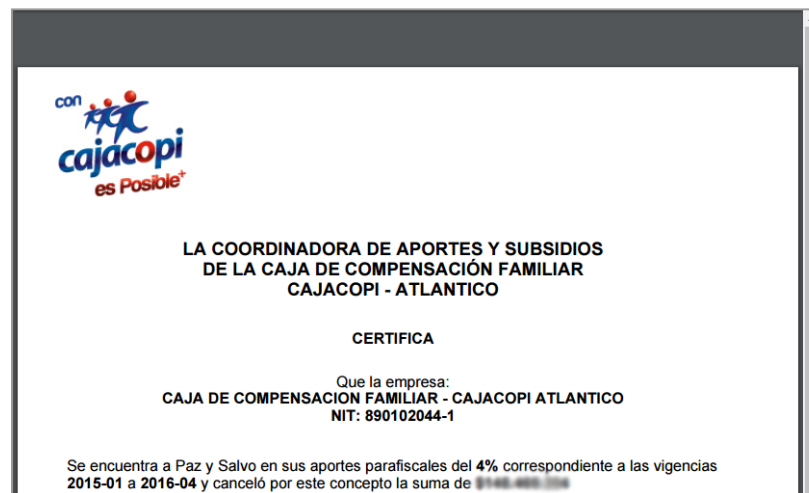 con
cajacopi
es Posible+
LA COORDINADORA DE APORTES Y SUBSIDIOS
DE LA CAJA DE COMPENSACIÓN FAMILIAR
CAJACOPI - ATLANTICO
CERTIFICA
Que la empresa:
CAJA DE COMPENSACION FAMILIAR - CAJACOPI ATLANTICO
NIT: 890102044-1
Se encuentra a Paz y Salvo en sus aportes parafiscales del 4% correspondiente a las vigencias
2015-01 a 2016-04 y canceló por este concepto la suma de